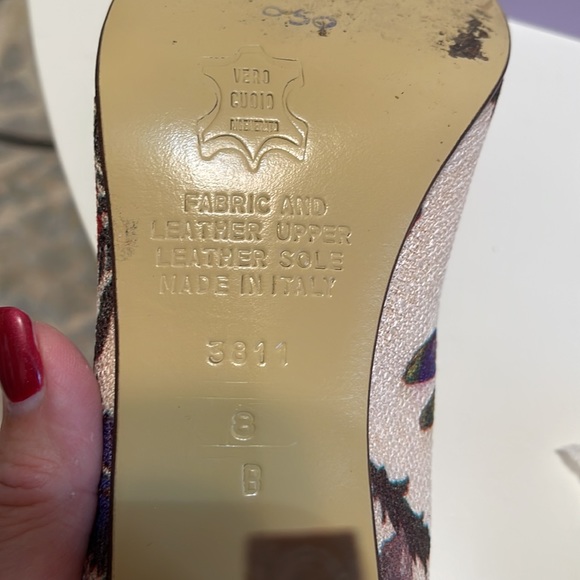 VERO
CUOIO
FABRIC AND
LEATHER UPPER
LEATHER SOLE
MADE IN ITALY
3811
8
B